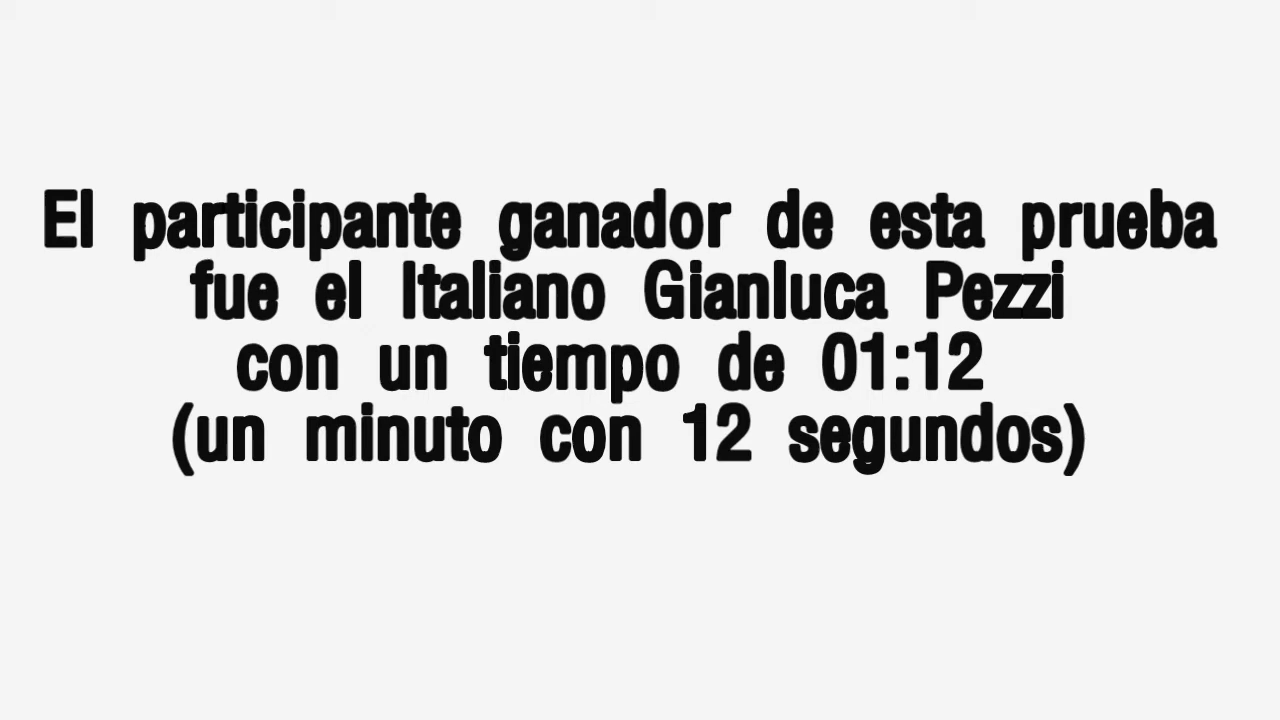 El participante ganador de esta prueba
fue el Italiano Gianluca Pezzi
con un tiempo de 01:12
(un minuto con 12 segundos)